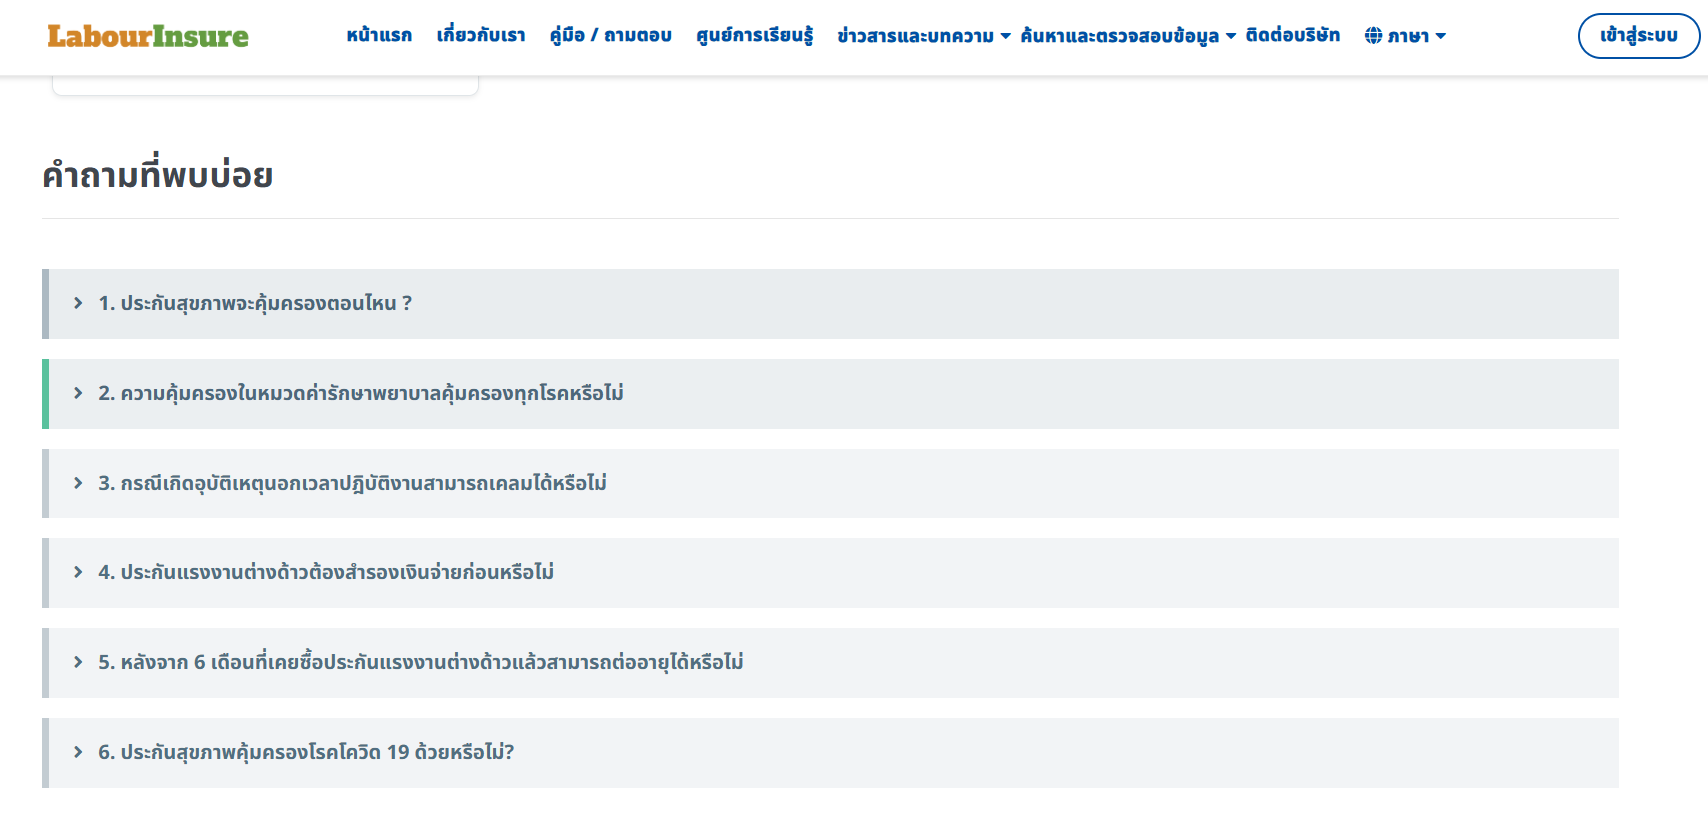 LabourInsure หน้าแรก เกี่ยวกับเรา คู่มือ / ถามตอบ ศูนย์การเรียนรู้ ข่าวสารและบทความ ค้นหาและตรวจสอบข้อมูล ติดต่อบริษัท ภาษา เข้าสู่ระบบ
คำถามที่พบบ่อย
1. ประกันสุขภาพจะคุ้มครองตอนไหน ?
2. ความคุ้มครองในหมวดค่ารักษาพยาบาลคุ้มครองทุกโรคหรือไม่
3. กรณีเกิดอุบัติเหตุนอกเวลาปฎิบัติงานสามารถเคลมได้หรือไม่
4. ประกันแรงงานต่างด้าวต้องสำรองเงินจ่ายก่อนหรือไม่
5. หลังจาก 6 เดือนที่เคยซื้อประกันแรงงานต่างด้าวแล้วสามารถต่ออายุได้หรือไม่
6. ประกันสุขภาพคุ้มครองโรคโควิด 19 ด้วยหรือไม่?